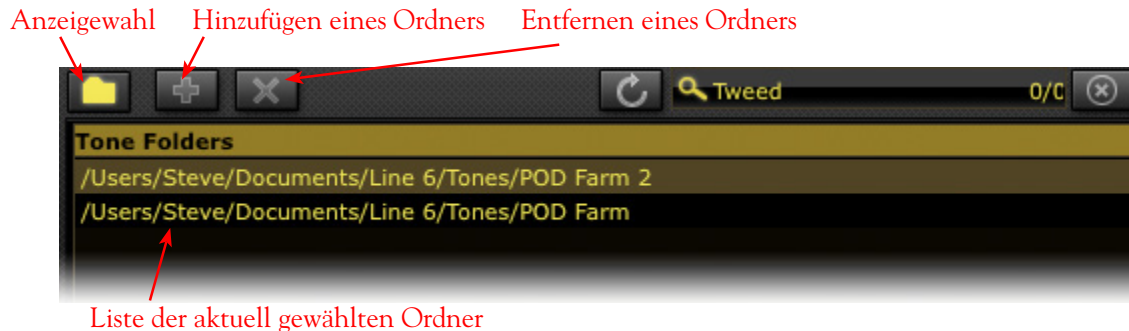 Anzeigewahl Hinzufügen eines Ordners Entfernen eines Ordners
Tweed 0/0
Tone Folders
/Users/Steve/Documents/Line 6/Tones/POD Farm 2
/Users/Steve/Documents/Line 6/Tones/POD Farm
Liste der aktuell gewählten Ordner